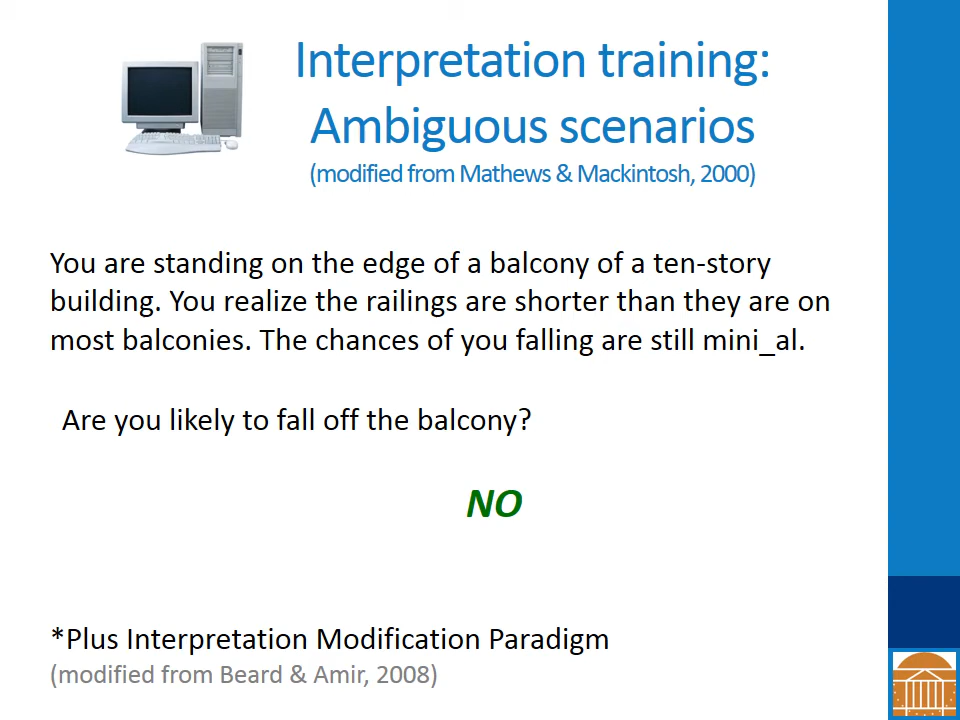 Interpretation training:
Ambiguous scenarios
(modified from Mathews & Mackintosh, 2000)
You are standing on the edge of a balcony of a ten-story
building. You realize the railings are shorter than they are on
most balconies. The chances of you falling are still mini_al.
Are you likely to fall off the balcony?
NO
*Plus Interpretation Modification Paradigm
(modified from Beard & Amir, 2008)